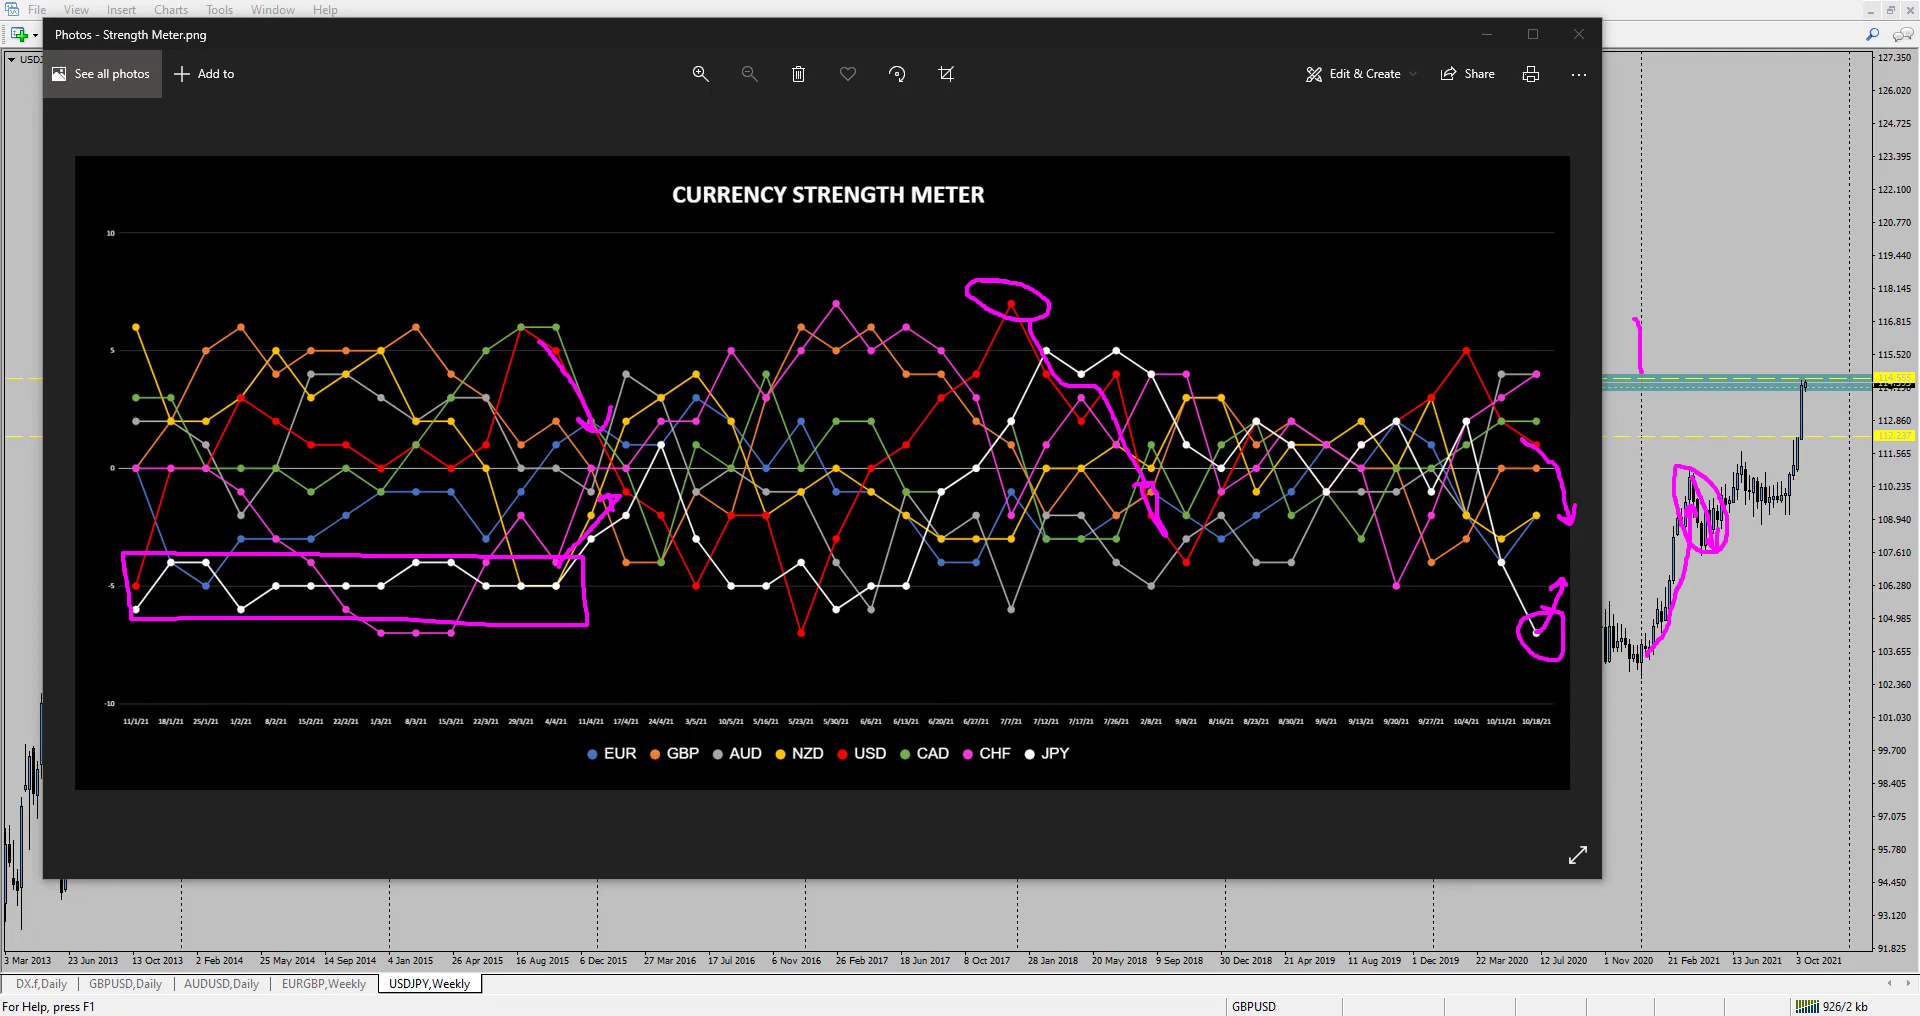 File View Insert Charts Tools Window Help
Photos - Strength Meter.png
USDJ
See all photos
Add to
Edit & Create
Share
CURRENCY STRENGTH METER
10
5
0
-5
-10
11/1/21 18/1/21 25/1/21 1/2/21 8/2/21 15/2/21 22/2/21 1/3/21 8/3/21 15/3/21 22/3/21 29/3/21 4/4/21 11/4/21 17/4/21 24/4/21 3/5/21 10/5/21 5/16/21 5/23/21 5/30/21 6/6/21 6/13/21 6/20/21 6/27/21 7/7/21 7/12/21 7/17/21 7/26/21 2/8/21 9/8/21 8/16/21 8/23/21 8/30/21 9/6/21 9/13/21 9/20/21 9/27/21 10/4/21 10/11/21 10/18/21
EUR GBP AUD NZD USD CAD CHF JPY
127.350
126.020
124.725
123.395
122.100
120.770
119.440
118.145
116.815
115.520
114.555
112.860
112.237
111.565
110.235
108.940
107.610
106.280
104.985
103.655
102.360
101.030
99.700
98.405
97.075
95.780
94.450
93.120
91.825
3 Mar 2013 23 Jun 2013 13 Oct 2013 2 Feb 2014 25 May 2014 14 Sep 2014 4 Jan 2015 26 Apr 2015 16 Aug 2015 6 Dec 2015 27 Mar 2016 17 Jul 2016 6 Nov 2016 26 Feb 2017 18 Jun 2017 8 Oct 2017 28 Jan 2018 20 May 2018 9 Sep 2018 30 Dec 2018 21 Apr 2019 11 Aug 2019 1 Dec 2019 22 Mar 2020 12 Jul 2020 1 Nov 2020 21 Feb 2021 13 Jun 2021 3 Oct 2021
DX.f,Daily GBPUSD,Daily AUDUSD,Daily EURGBP,Weekly USDJPY,Weekly
For Help, press F1
GBPUSD
926/2 kb